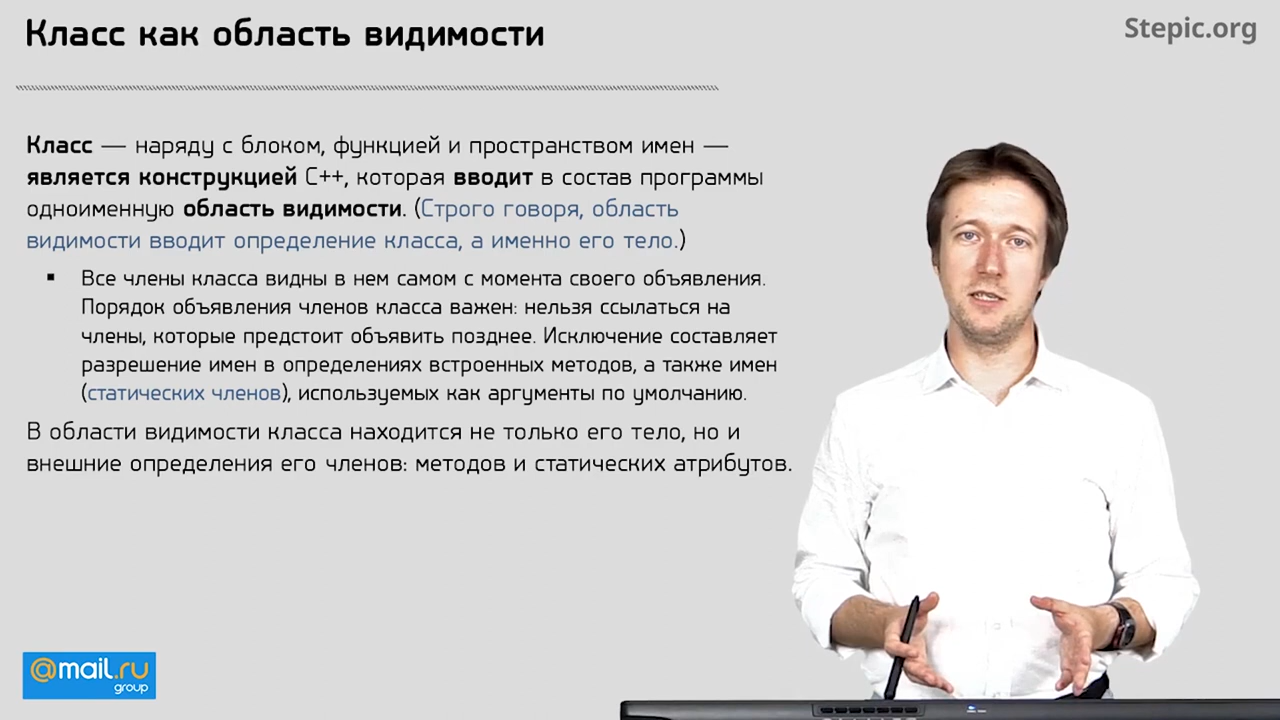 Класс как область видимости
Stepic.org
Класс — наряду с блоком, функцией и пространством имен —
является конструкцией C++, которая вводит в состав программы
одноименную область видимости. (Строго говоря, область
видимости вводит определение класса, а именно его тело.)
▪ Все члены класса видны в нем самом с момента своего объявления.
Порядок объявления членов класса важен: нельзя ссылаться на
члены, которые предстоит объявить позднее. Исключение составляет
разрешение имен в определениях встроенных методов, а также имен
(статических членов), используемых как аргументы по умолчанию.
В области видимости класса находится не только его тело, но и
внешние определения его членов: методов и статических атрибутов.
@mail.ru
group